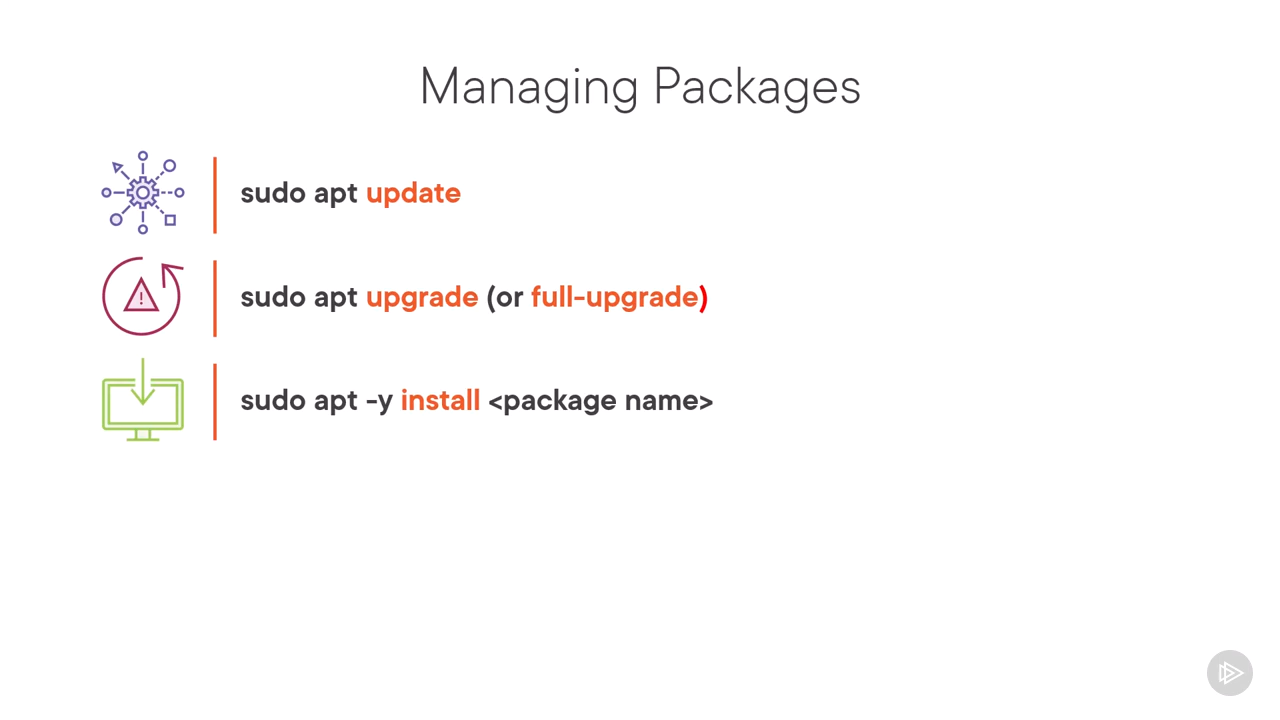 Managing Packages
sudo apt update
sudo apt upgrade (or full-upgrade)
sudo apt -y install <package name>